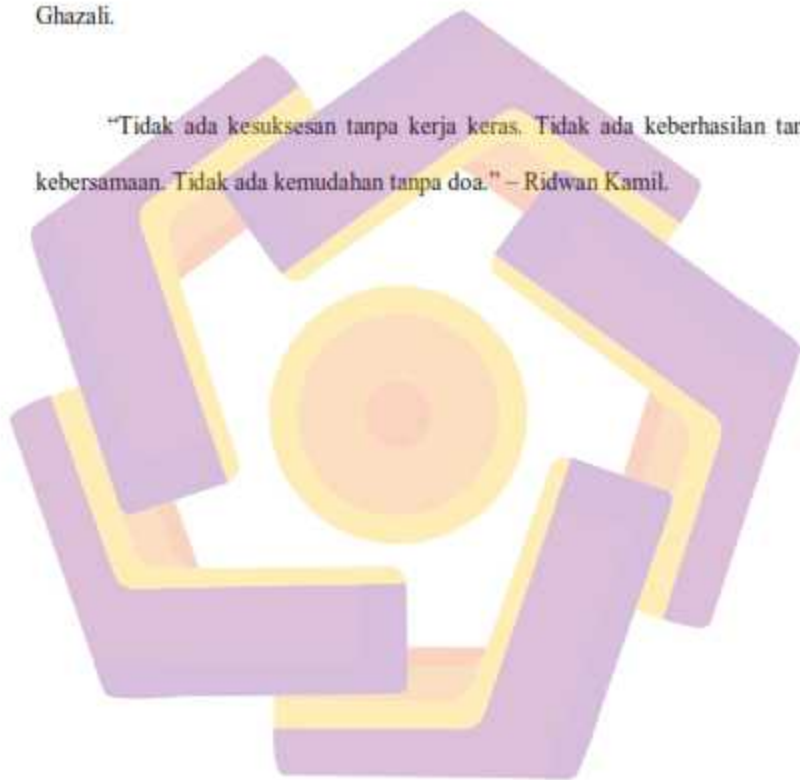 Ghazali.
“Tidak ada kesuksesan tanpa kerja keras. Tidak ada keberhasilan tan
kebersamaan. Tidak ada kemudahan tanpa doa.” – Ridwan Kamil.